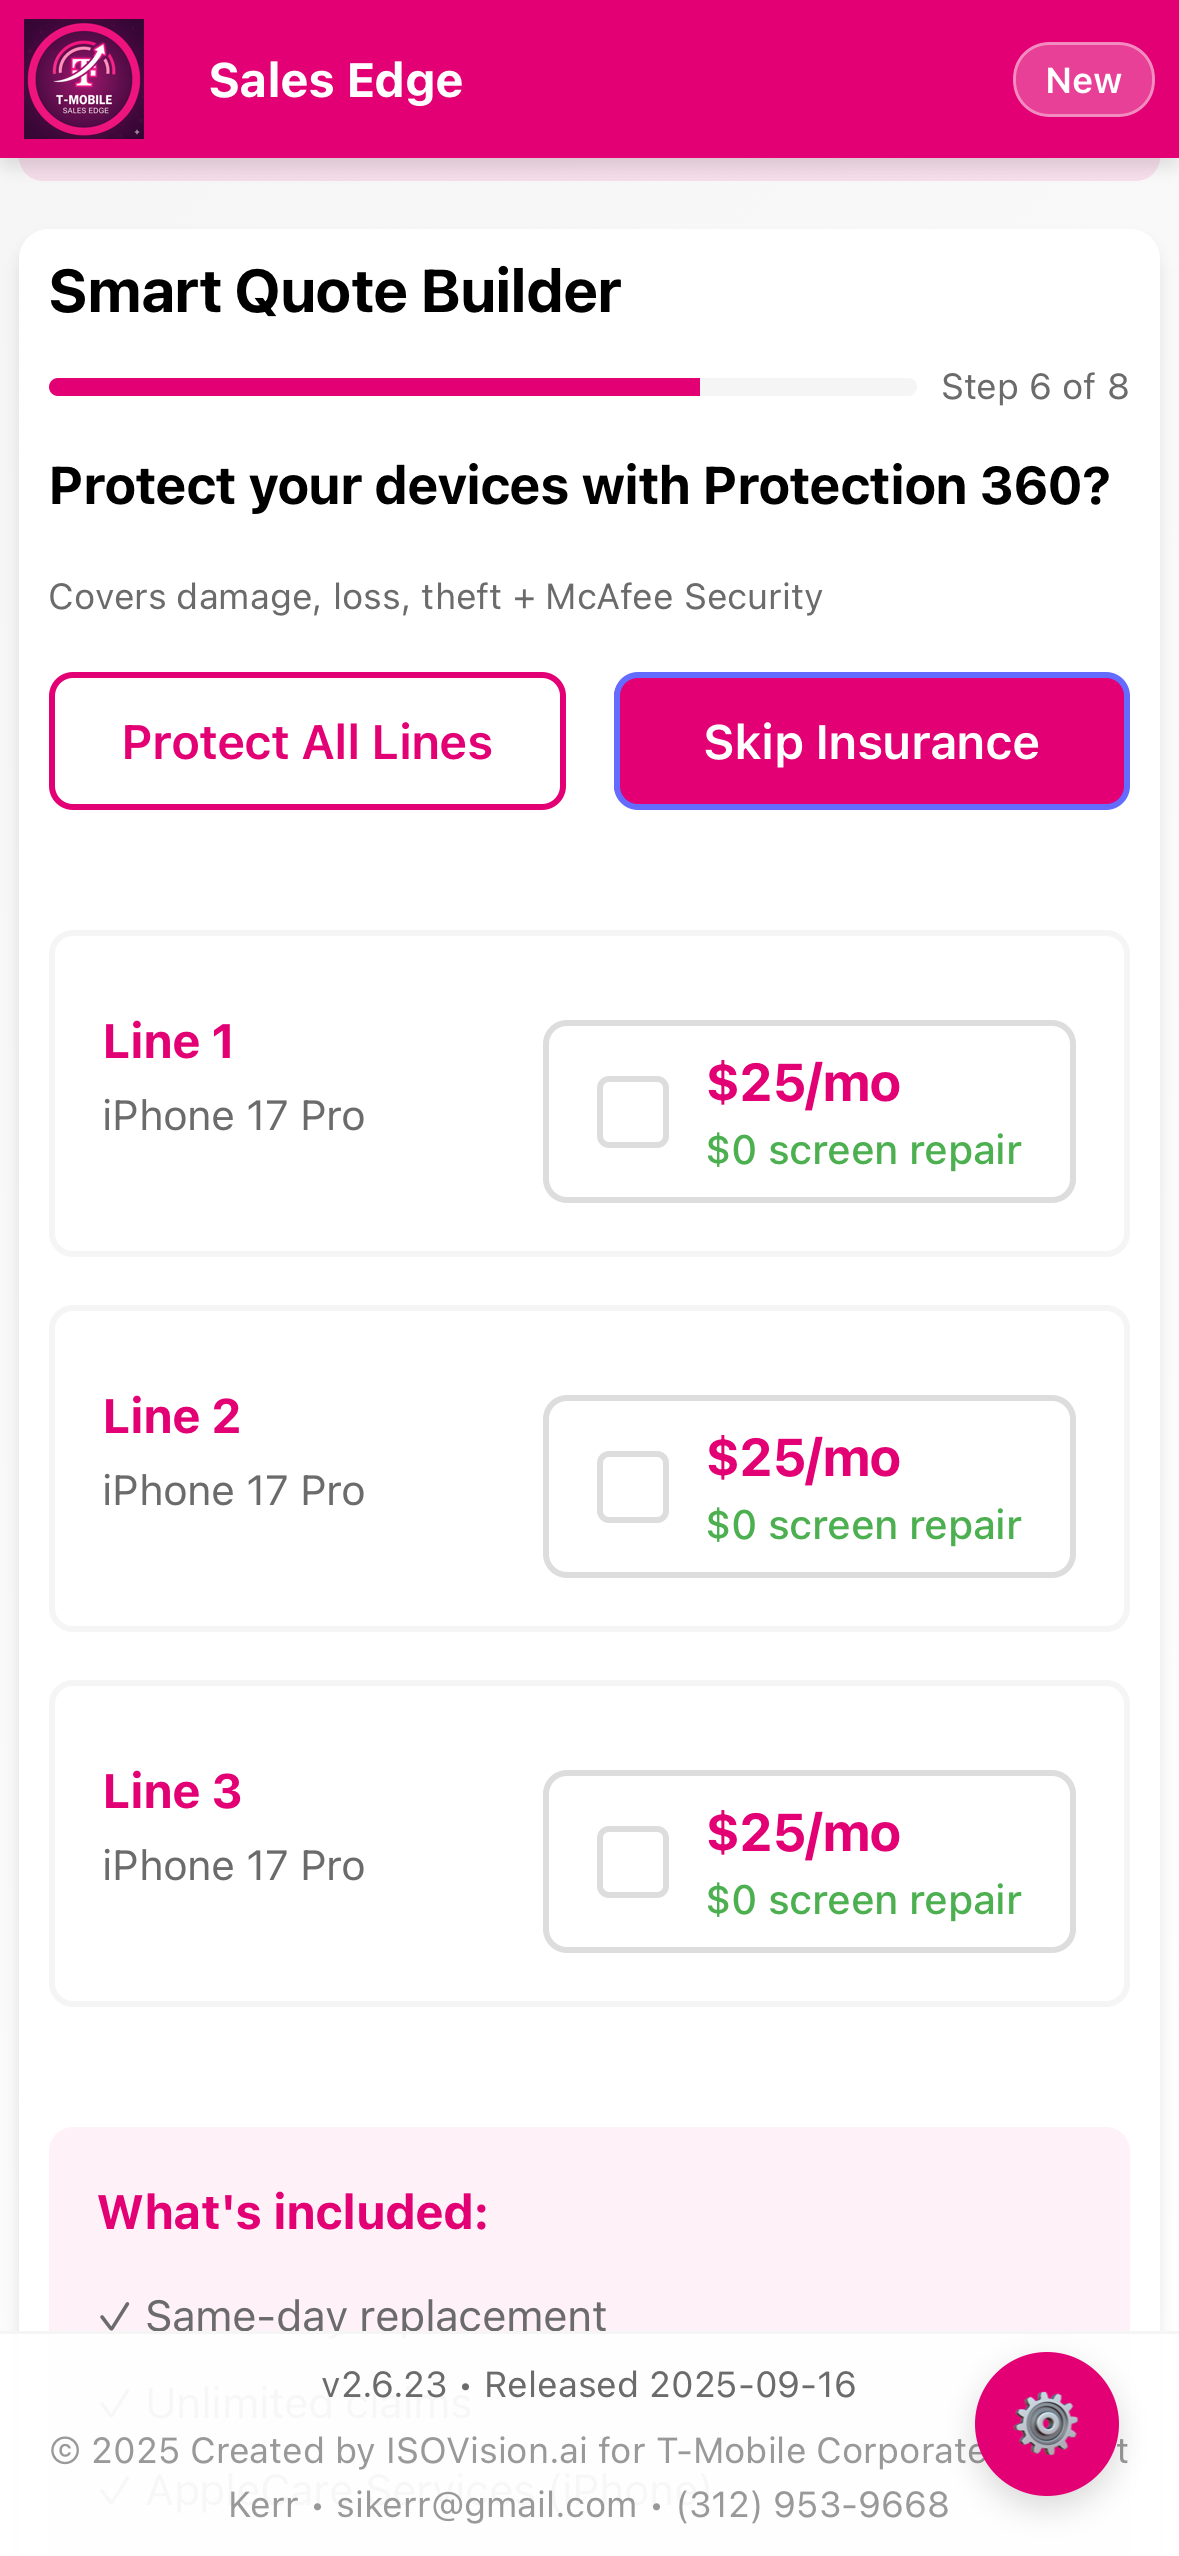 T-MOBILE
SALES EDGE
Sales Edge
New
Smart Quote Builder
Step 6 of 8
Protect your devices with Protection 360?
Covers damage, loss, theft + McAfee Security
Protect All Lines
Skip Insurance
Line 1
iPhone 17 Pro
$25/mo
$0 screen repair
Line 2
iPhone 17 Pro
$25/mo
$0 screen repair
Line 3
iPhone 17 Pro
$25/mo
$0 screen repair
What's included:
✓ Same-day replacement
✓ Unlimited claims
✓ AppleCare Services (iPhone)
v2.6.23 • Released 2025-09-16
© 2025 Created by ISOVision.ai for T-Mobile Corporate
Kerr • sikerr@gmail.com • (312) 953-9668